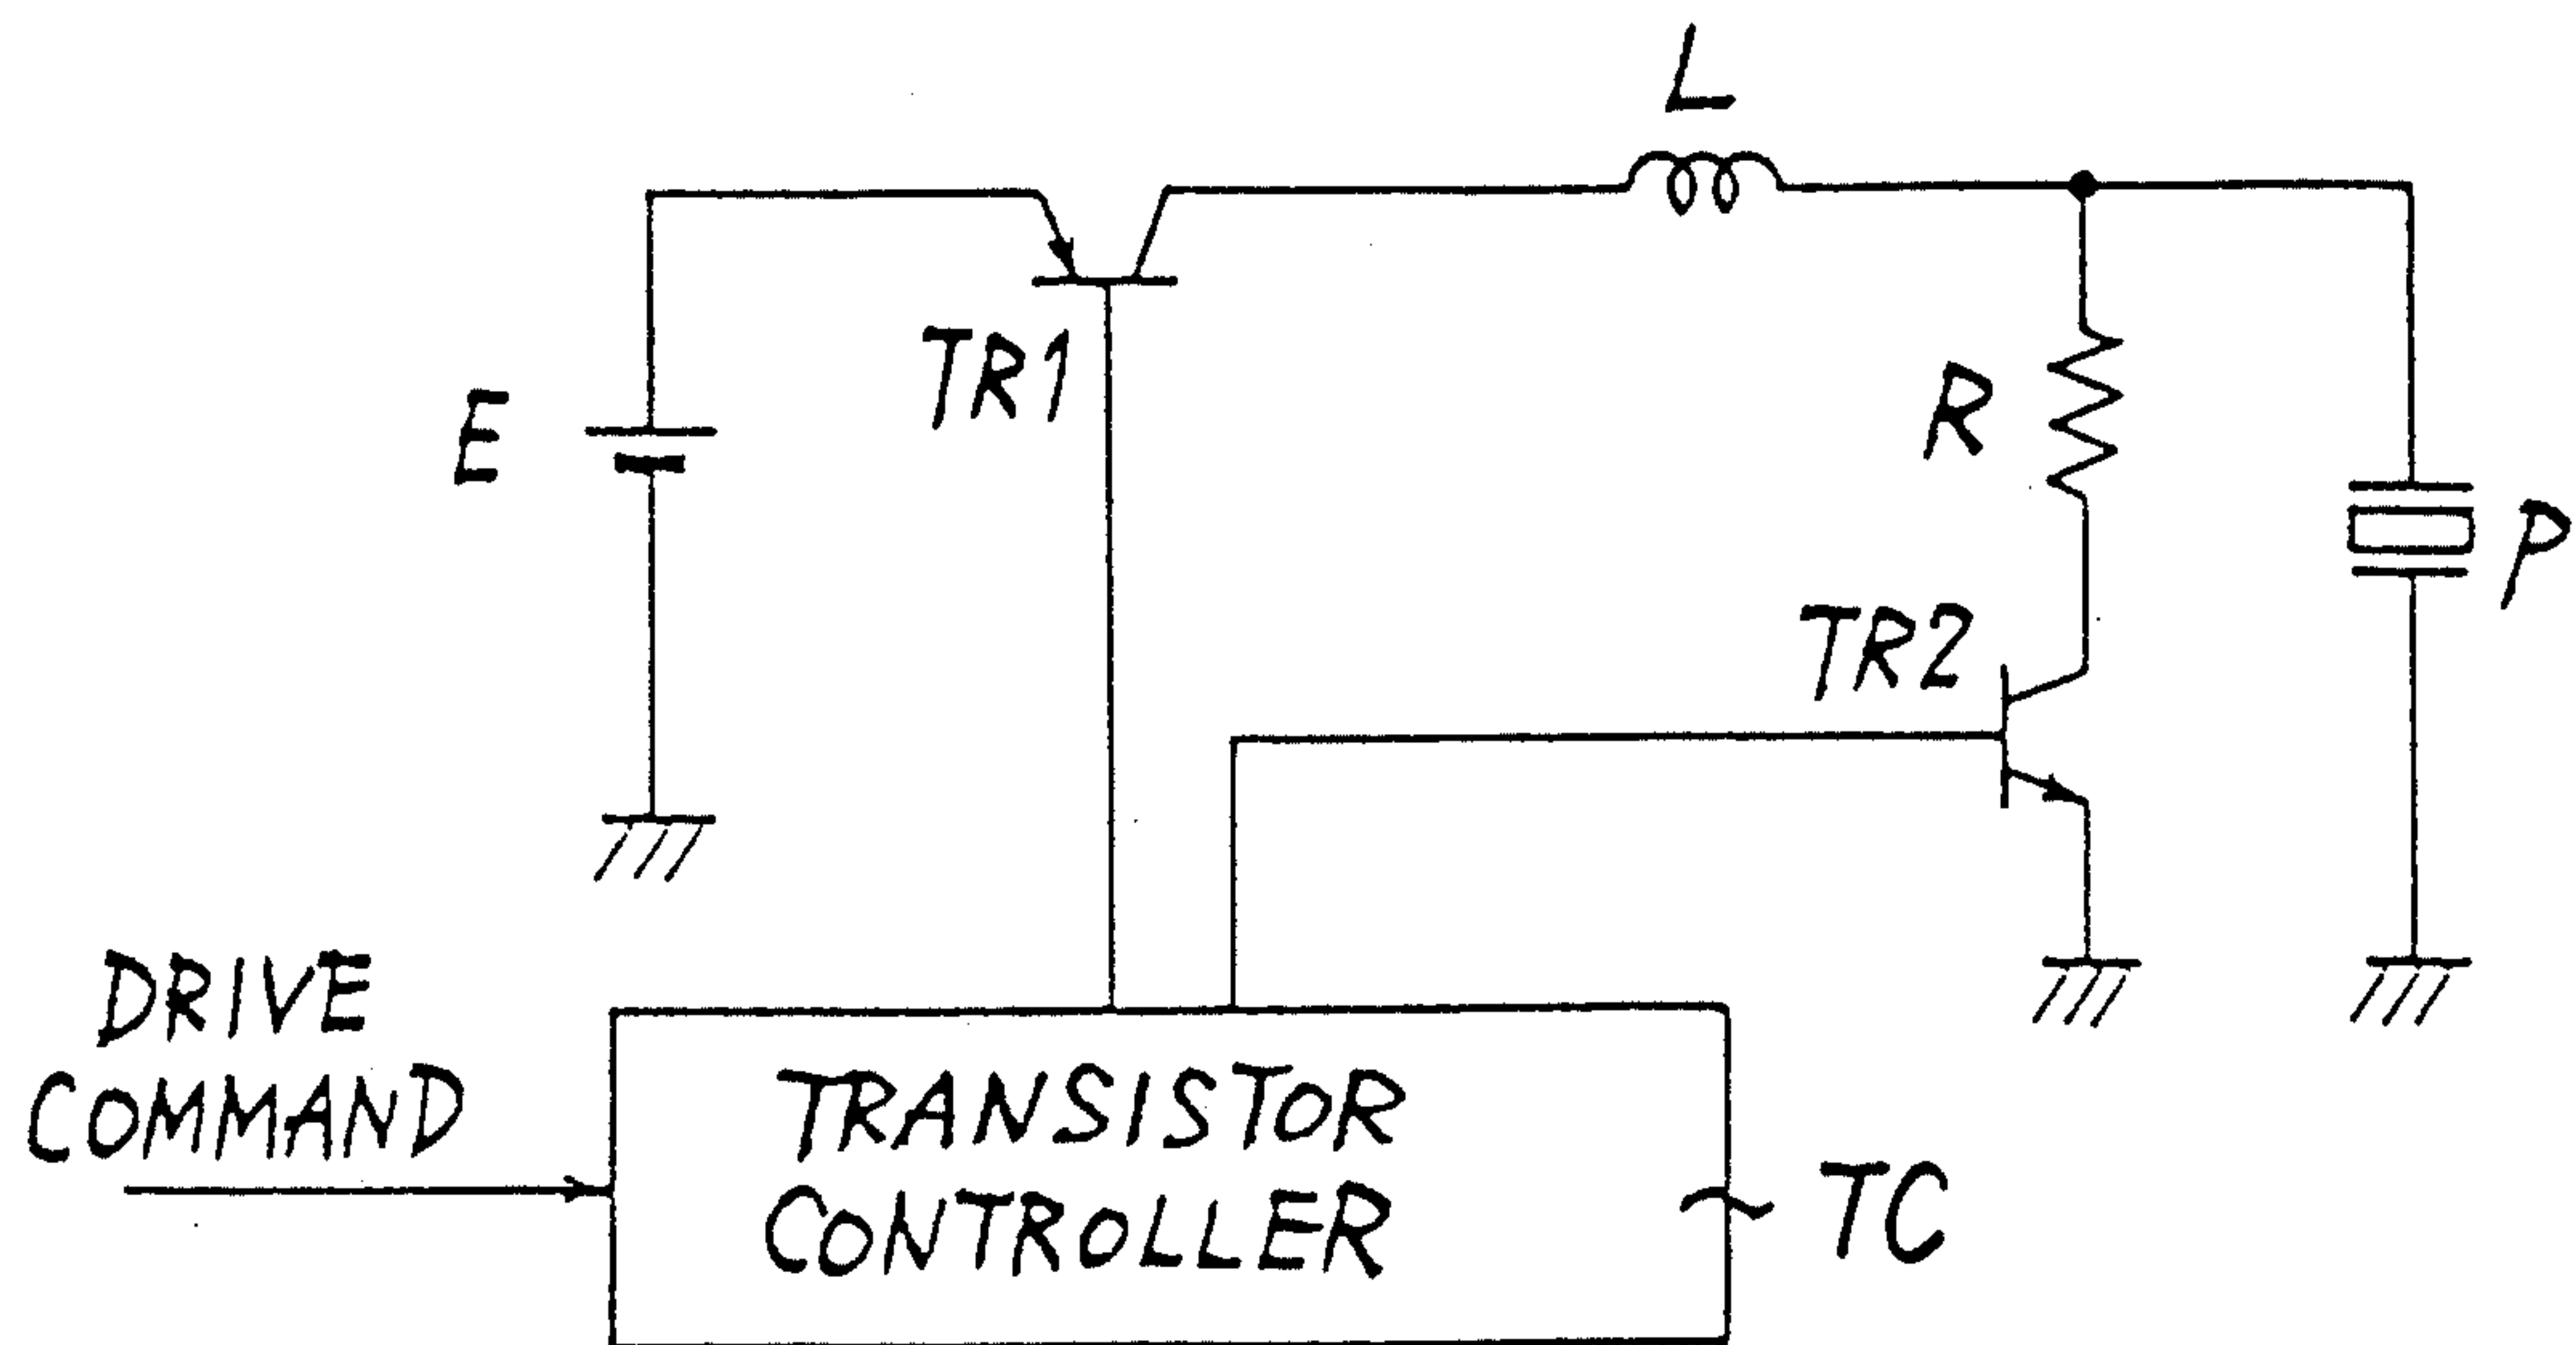 L
TR1
E
R
P
TR2
DRIVE
COMMAND
TRANSISTOR
CONTROLLER
TC